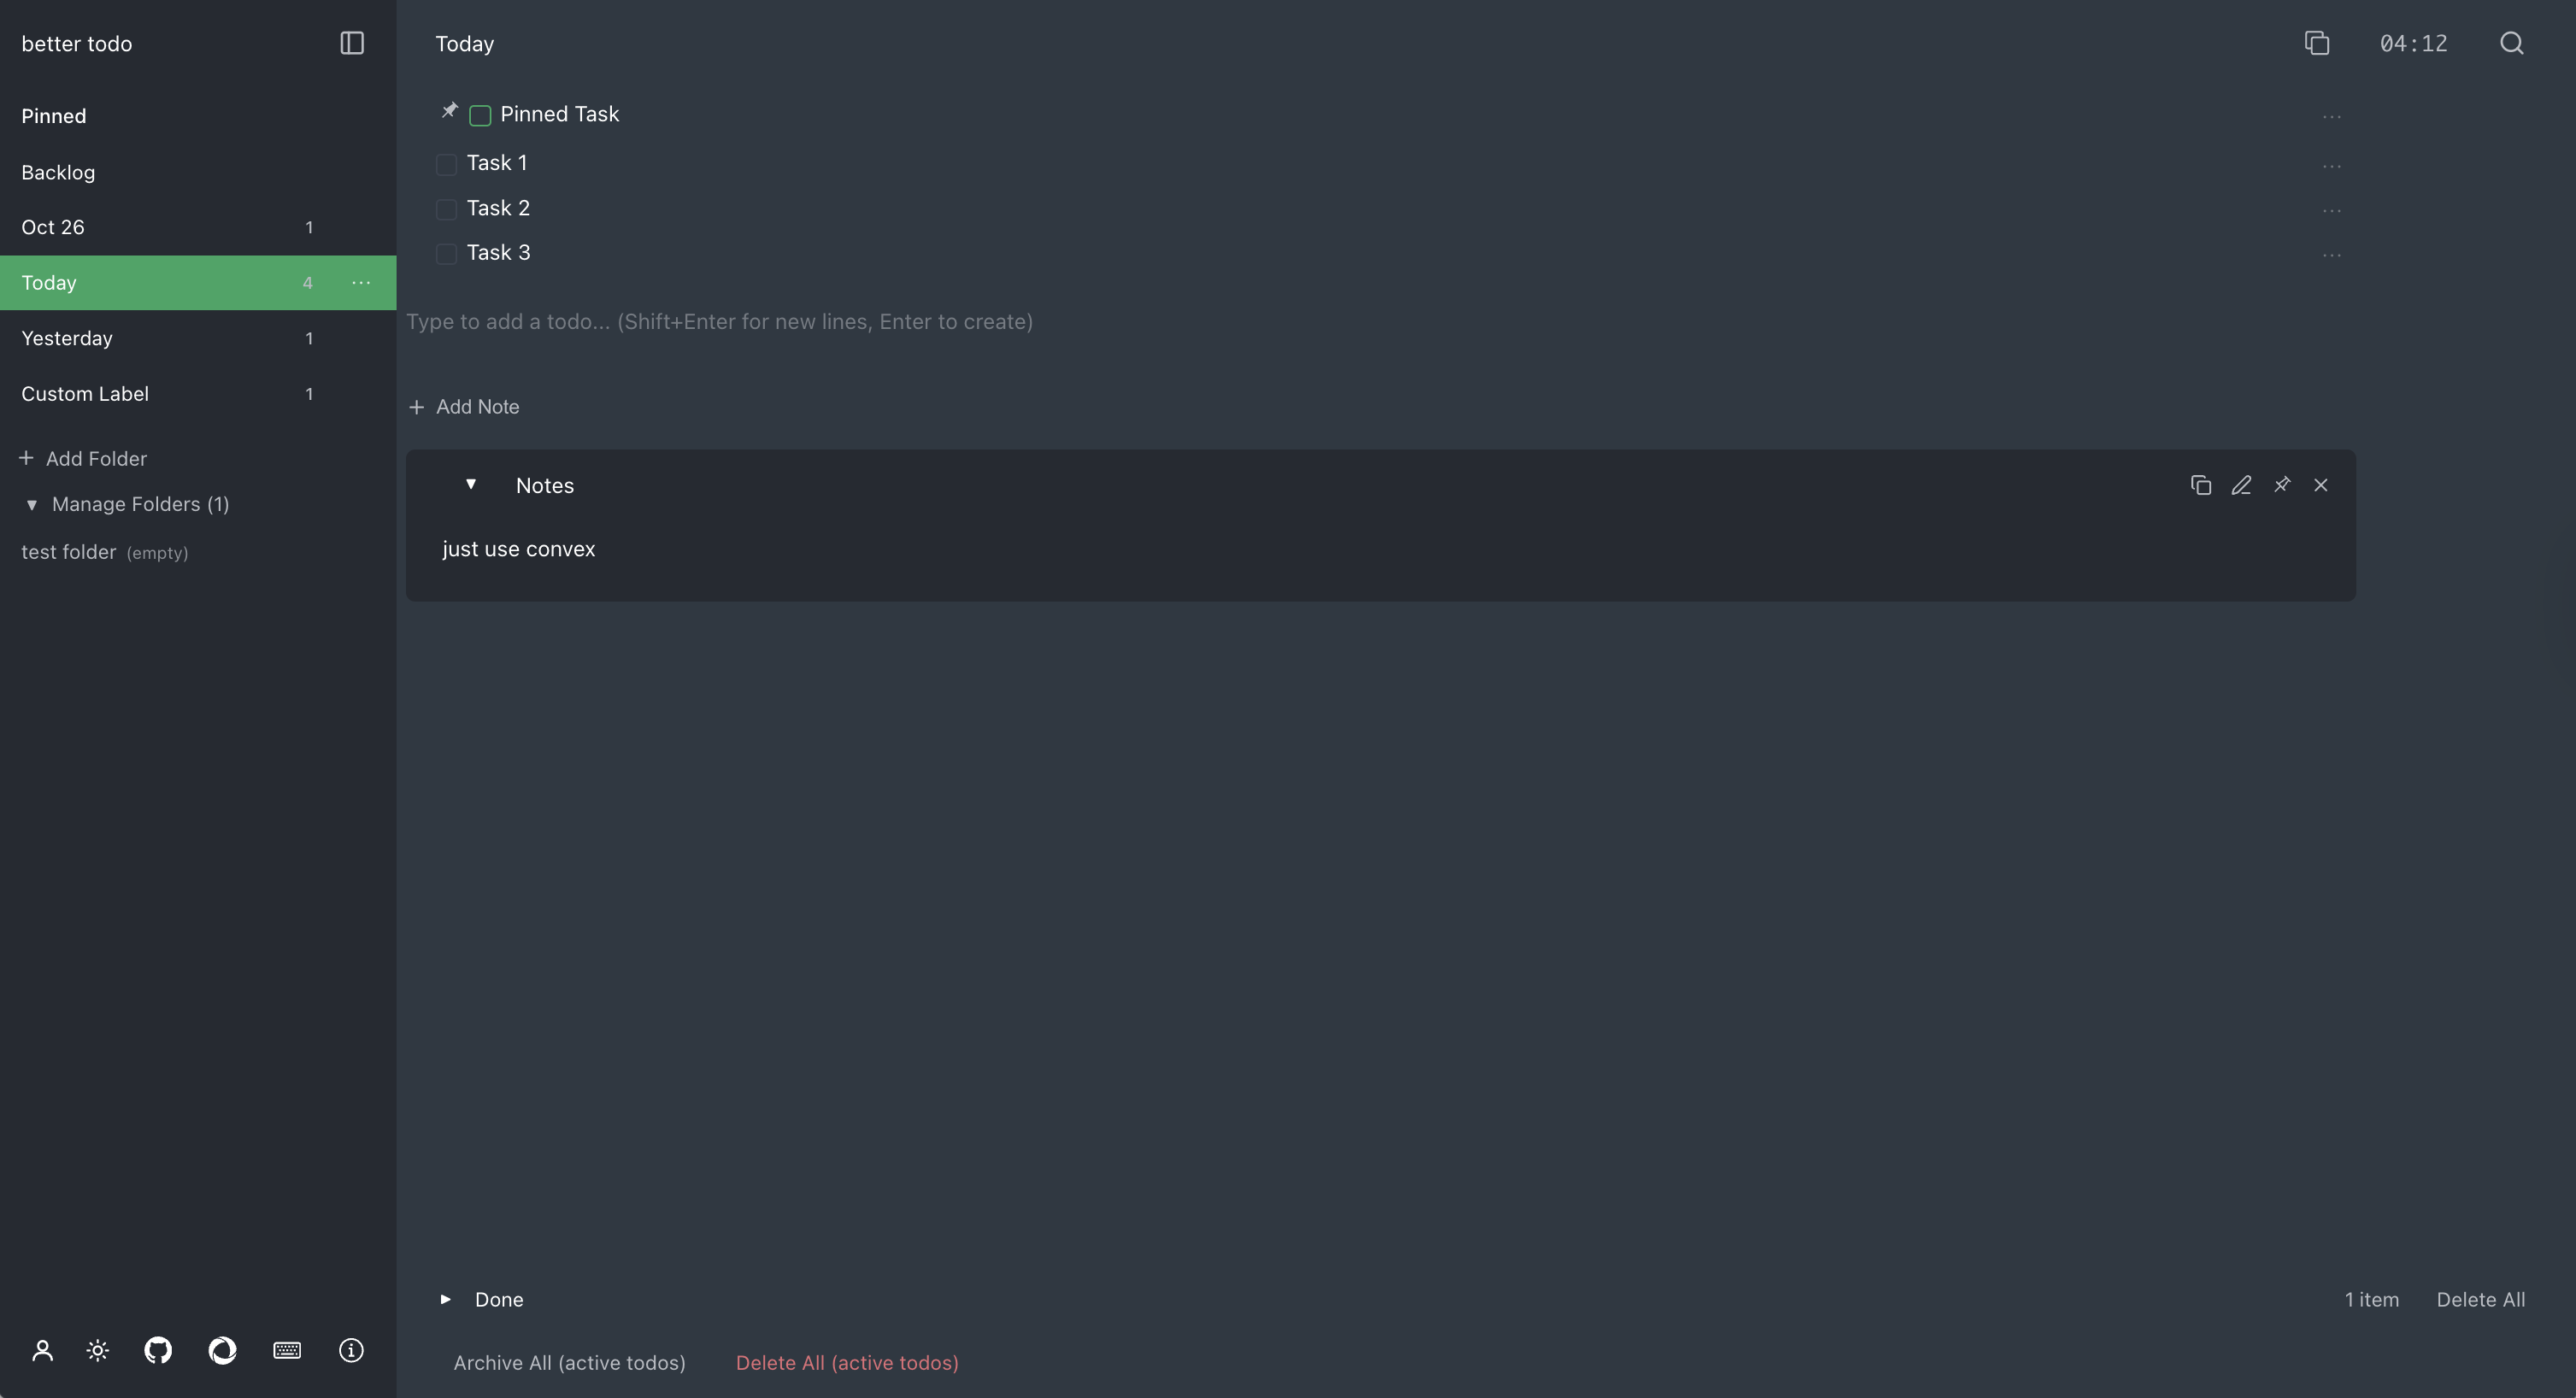 better todo
Pinned
Backlog
Oct 26 1
Today 4 ...
Yesterday 1
Custom Label 1
+ Add Folder
▼ Manage Folders (1)
test folder (empty)
Today 04:12
Pinned Task ...
Task 1 ...
Task 2 ...
Task 3 ...
Type to add a todo... (Shift+Enter for new lines, Enter to create)
+ Add Note
▼ Notes
just use convex
▶ Done 1 item Delete All
Archive All (active todos) Delete All (active todos)